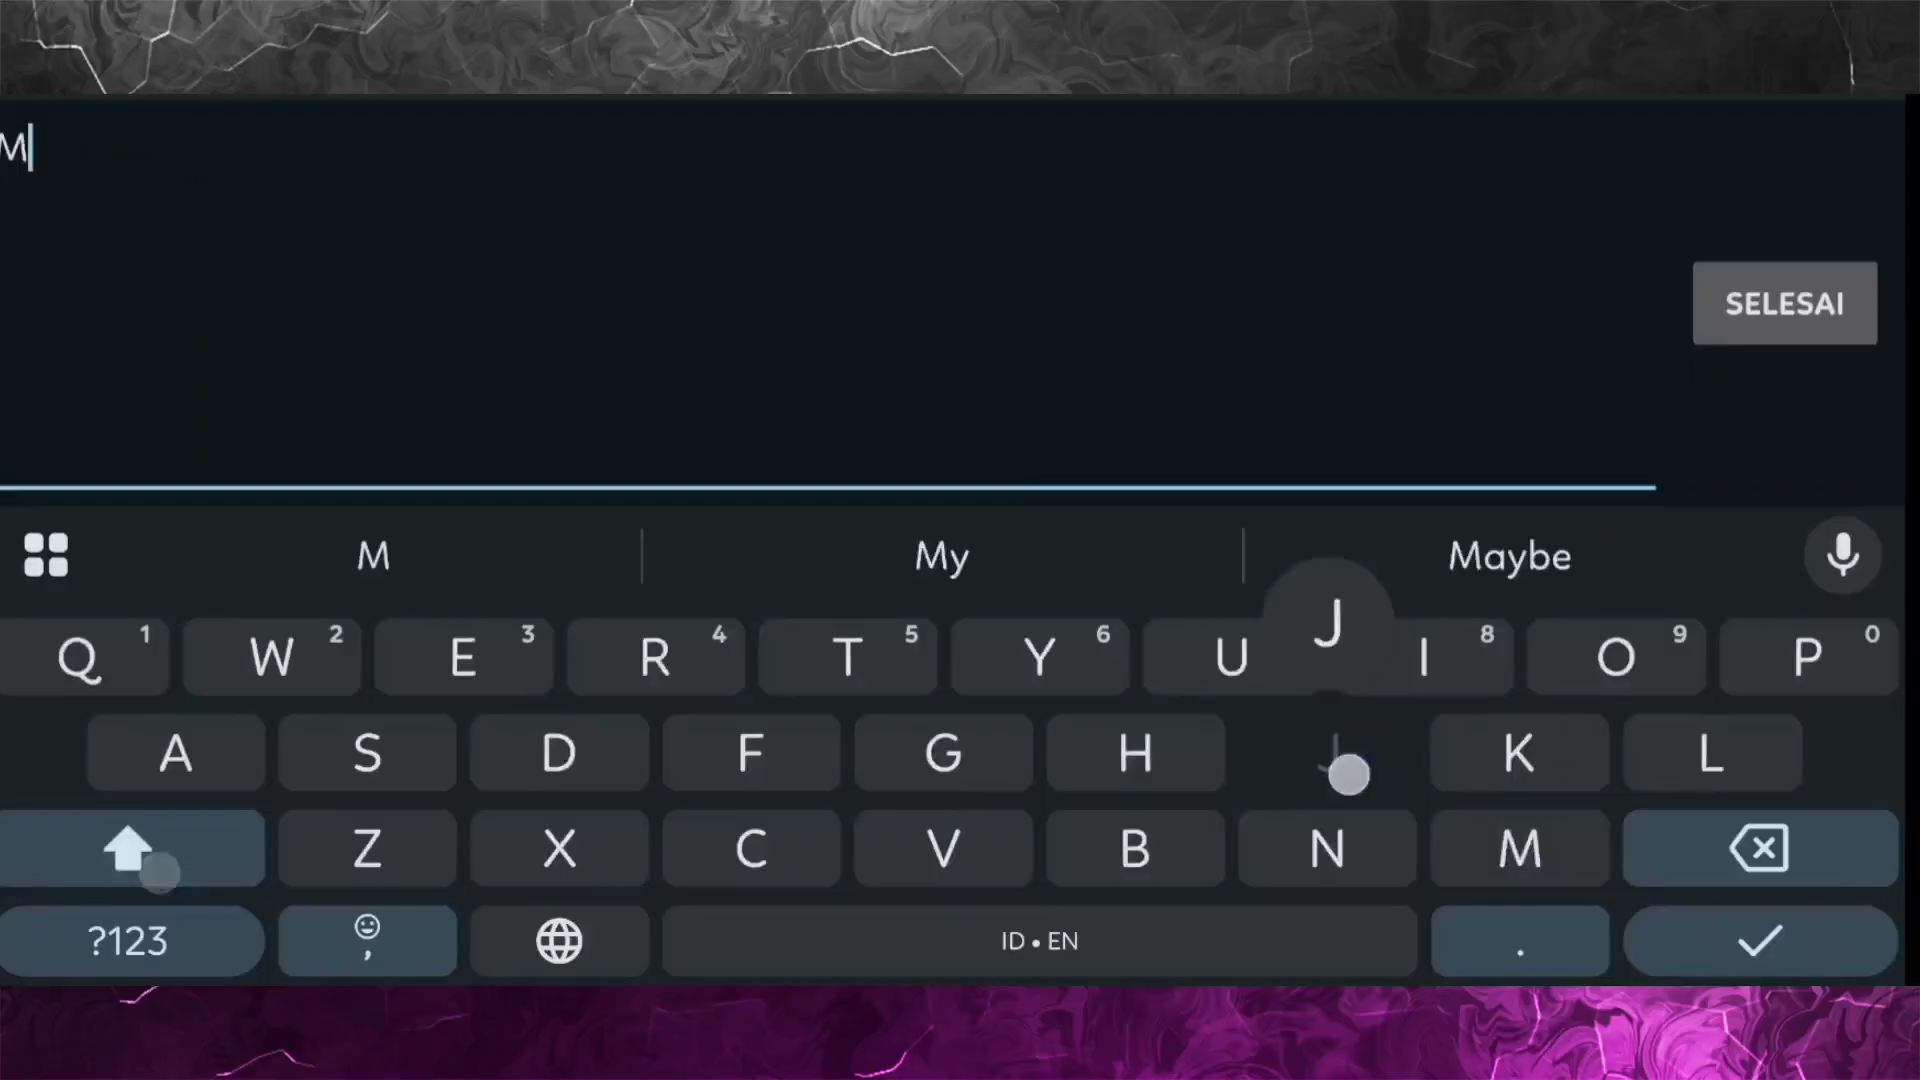 M
SELESAI
M My Maybe
Q 1 W 2 E 3 R 4 T 5 Y 6 U J I 8 O 9 P 0
A S D F G H J K L
Z X C V B N M
?123 , ID • EN .